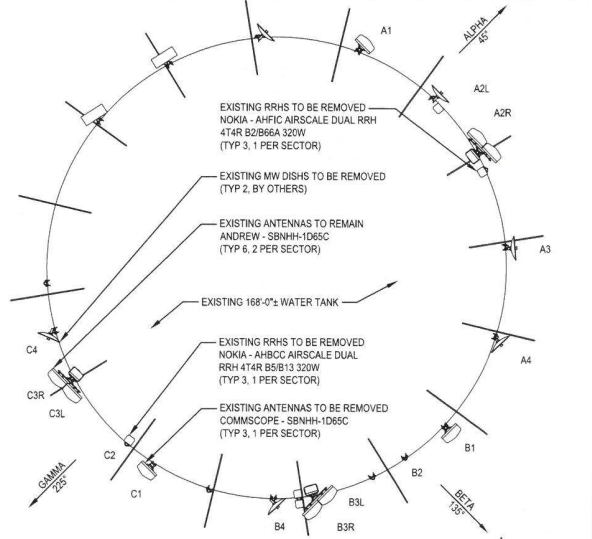 A1
ALPHA
45°
A2L
A2R
EXISTING RRHS TO BE REMOVED
NOKIA - AHFIC AIRSCALE DUAL RRH
4T4R B2/B66A 320W
(TYP 3, 1 PER SECTOR)
EXISTING MW DISHS TO BE REMOVED
(TYP 2, BY OTHERS)
EXISTING ANTENNAS TO REMAIN
ANDREW - SBNHH-1D65C
(TYP 6, 2 PER SECTOR)
A3
EXISTING 168'-0"± WATER TANK
C4
A4
EXISTING RRHS TO BE REMOVED
NOKIA - AHBCC AIRSCALE DUAL
RRH 4T4R B5/B13 320W
(TYP 3, 1 PER SECTOR)
C3R
C3L
EXISTING ANTENNAS TO BE REMOVED
COMMSCOPE - SBNHH-1D65C
(TYP 3, 1 PER SECTOR)
C2
B1
GAMMA
225°
C1
B2
B3L
BETA
135°
B4
B3R